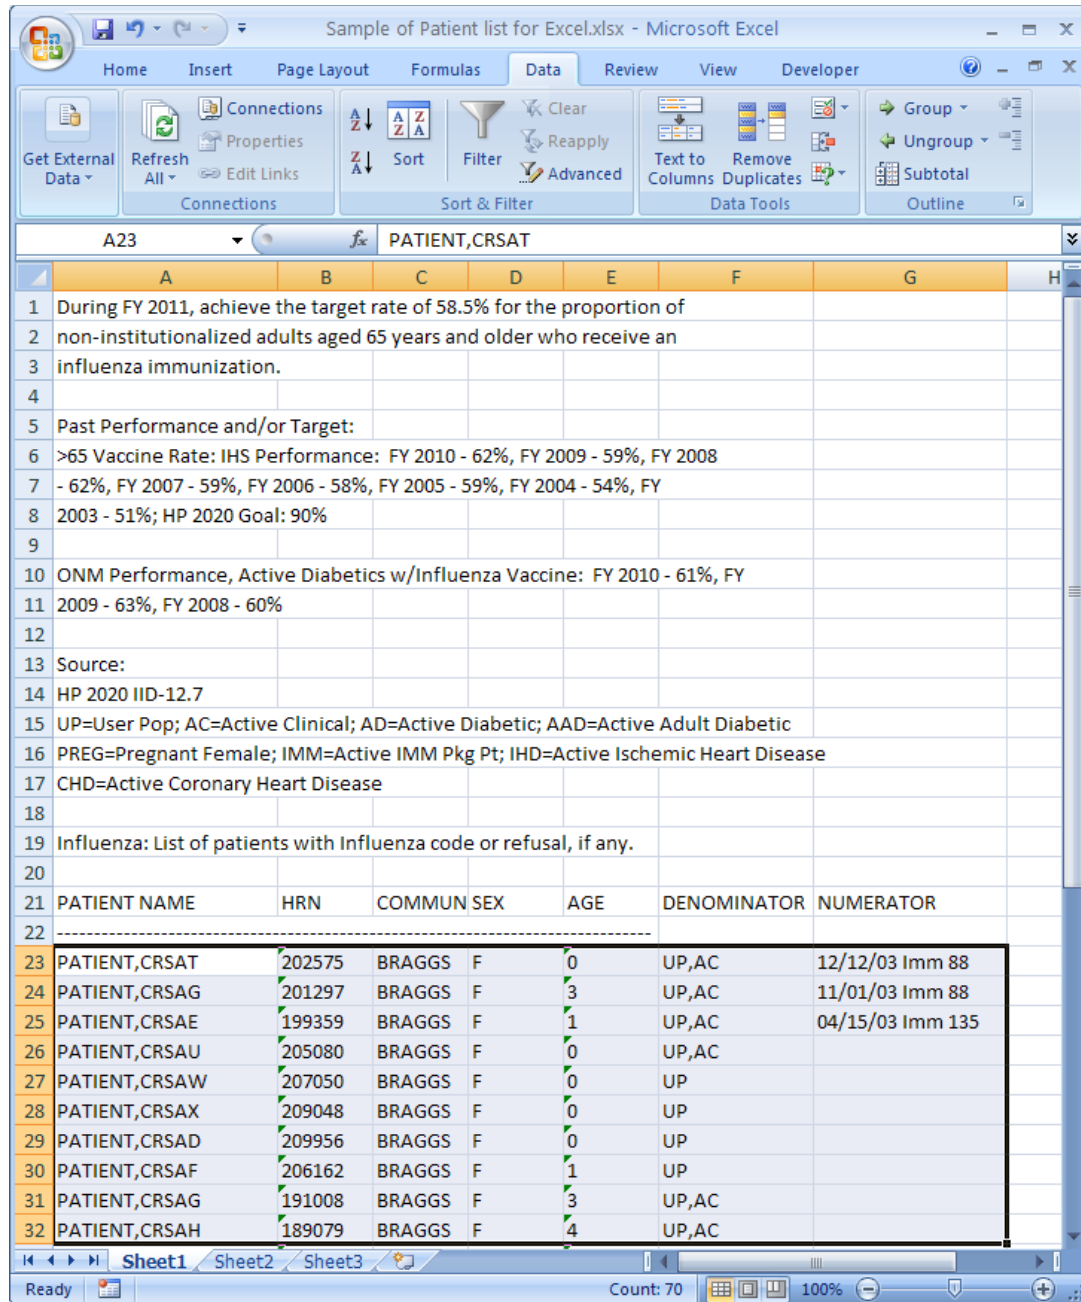 Sample of Patient list for Excel.xlsx - Microsoft Excel
Home Insert Page Layout Formulas Data Review View Developer
Get External Data
Refresh All
Connections
Properties
Edit Links
Connections
Sort
Filter
Clear
Reapply
Advanced
Sort & Filter
Text to Columns
Remove Duplicates
Data Tools
Group
Ungroup
Subtotal
Outline
A23 fx PATIENT,CRSAT
A B C D E F G H
1 During FY 2011, achieve the target rate of 58.5% for the proportion of
2 non-institutionalized adults aged 65 years and older who receive an
3 influenza immunization.
4
5 Past Performance and/or Target:
6 >65 Vaccine Rate: IHS Performance: FY 2010 - 62%, FY 2009 - 59%, FY 2008
7 - 62%, FY 2007 - 59%, FY 2006 - 58%, FY 2005 - 59%, FY 2004 - 54%, FY
8 2003 - 51%; HP 2020 Goal: 90%
9
10 ONM Performance, Active Diabetics w/Influenza Vaccine: FY 2010 - 61%, FY
11 2009 - 63%, FY 2008 - 60%
12
13 Source:
14 HP 2020 IID-12.7
15 UP=User Pop; AC=Active Clinical; AD=Active Diabetic; AAD=Active Adult Diabetic
16 PREG=Pregnant Female; IMM=Active IMM Pkg Pt; IHD=Active Ischemic Heart Disease
17 CHD=Active Coronary Heart Disease
18
19 Influenza: List of patients with Influenza code or refusal, if any.
20
21 PATIENT NAME HRN COMMUN SEX AGE DENOMINATOR NUMERATOR
22 --------------------------------------------------------------------------------
23 PATIENT,CRSAT 202575 BRAGGS F 0 UP,AC 12/12/03 Imm 88
24 PATIENT,CRSAG 201297 BRAGGS F 3 UP,AC 11/01/03 Imm 88
25 PATIENT,CRSAE 199359 BRAGGS F 1 UP,AC 04/15/03 Imm 135
26 PATIENT,CRSAU 205080 BRAGGS F 0 UP,AC
27 PATIENT,CRSAW 207050 BRAGGS F 0 UP
28 PATIENT,CRSAX 209048 BRAGGS F 0 UP
29 PATIENT,CRSAD 209956 BRAGGS F 0 UP
30 PATIENT,CRSAF 206162 BRAGGS F 1 UP
31 PATIENT,CRSAG 191008 BRAGGS F 3 UP,AC
32 PATIENT,CRSAH 189079 BRAGGS F 4 UP,AC
Sheet1 Sheet2 Sheet3
Ready Count: 70 100%